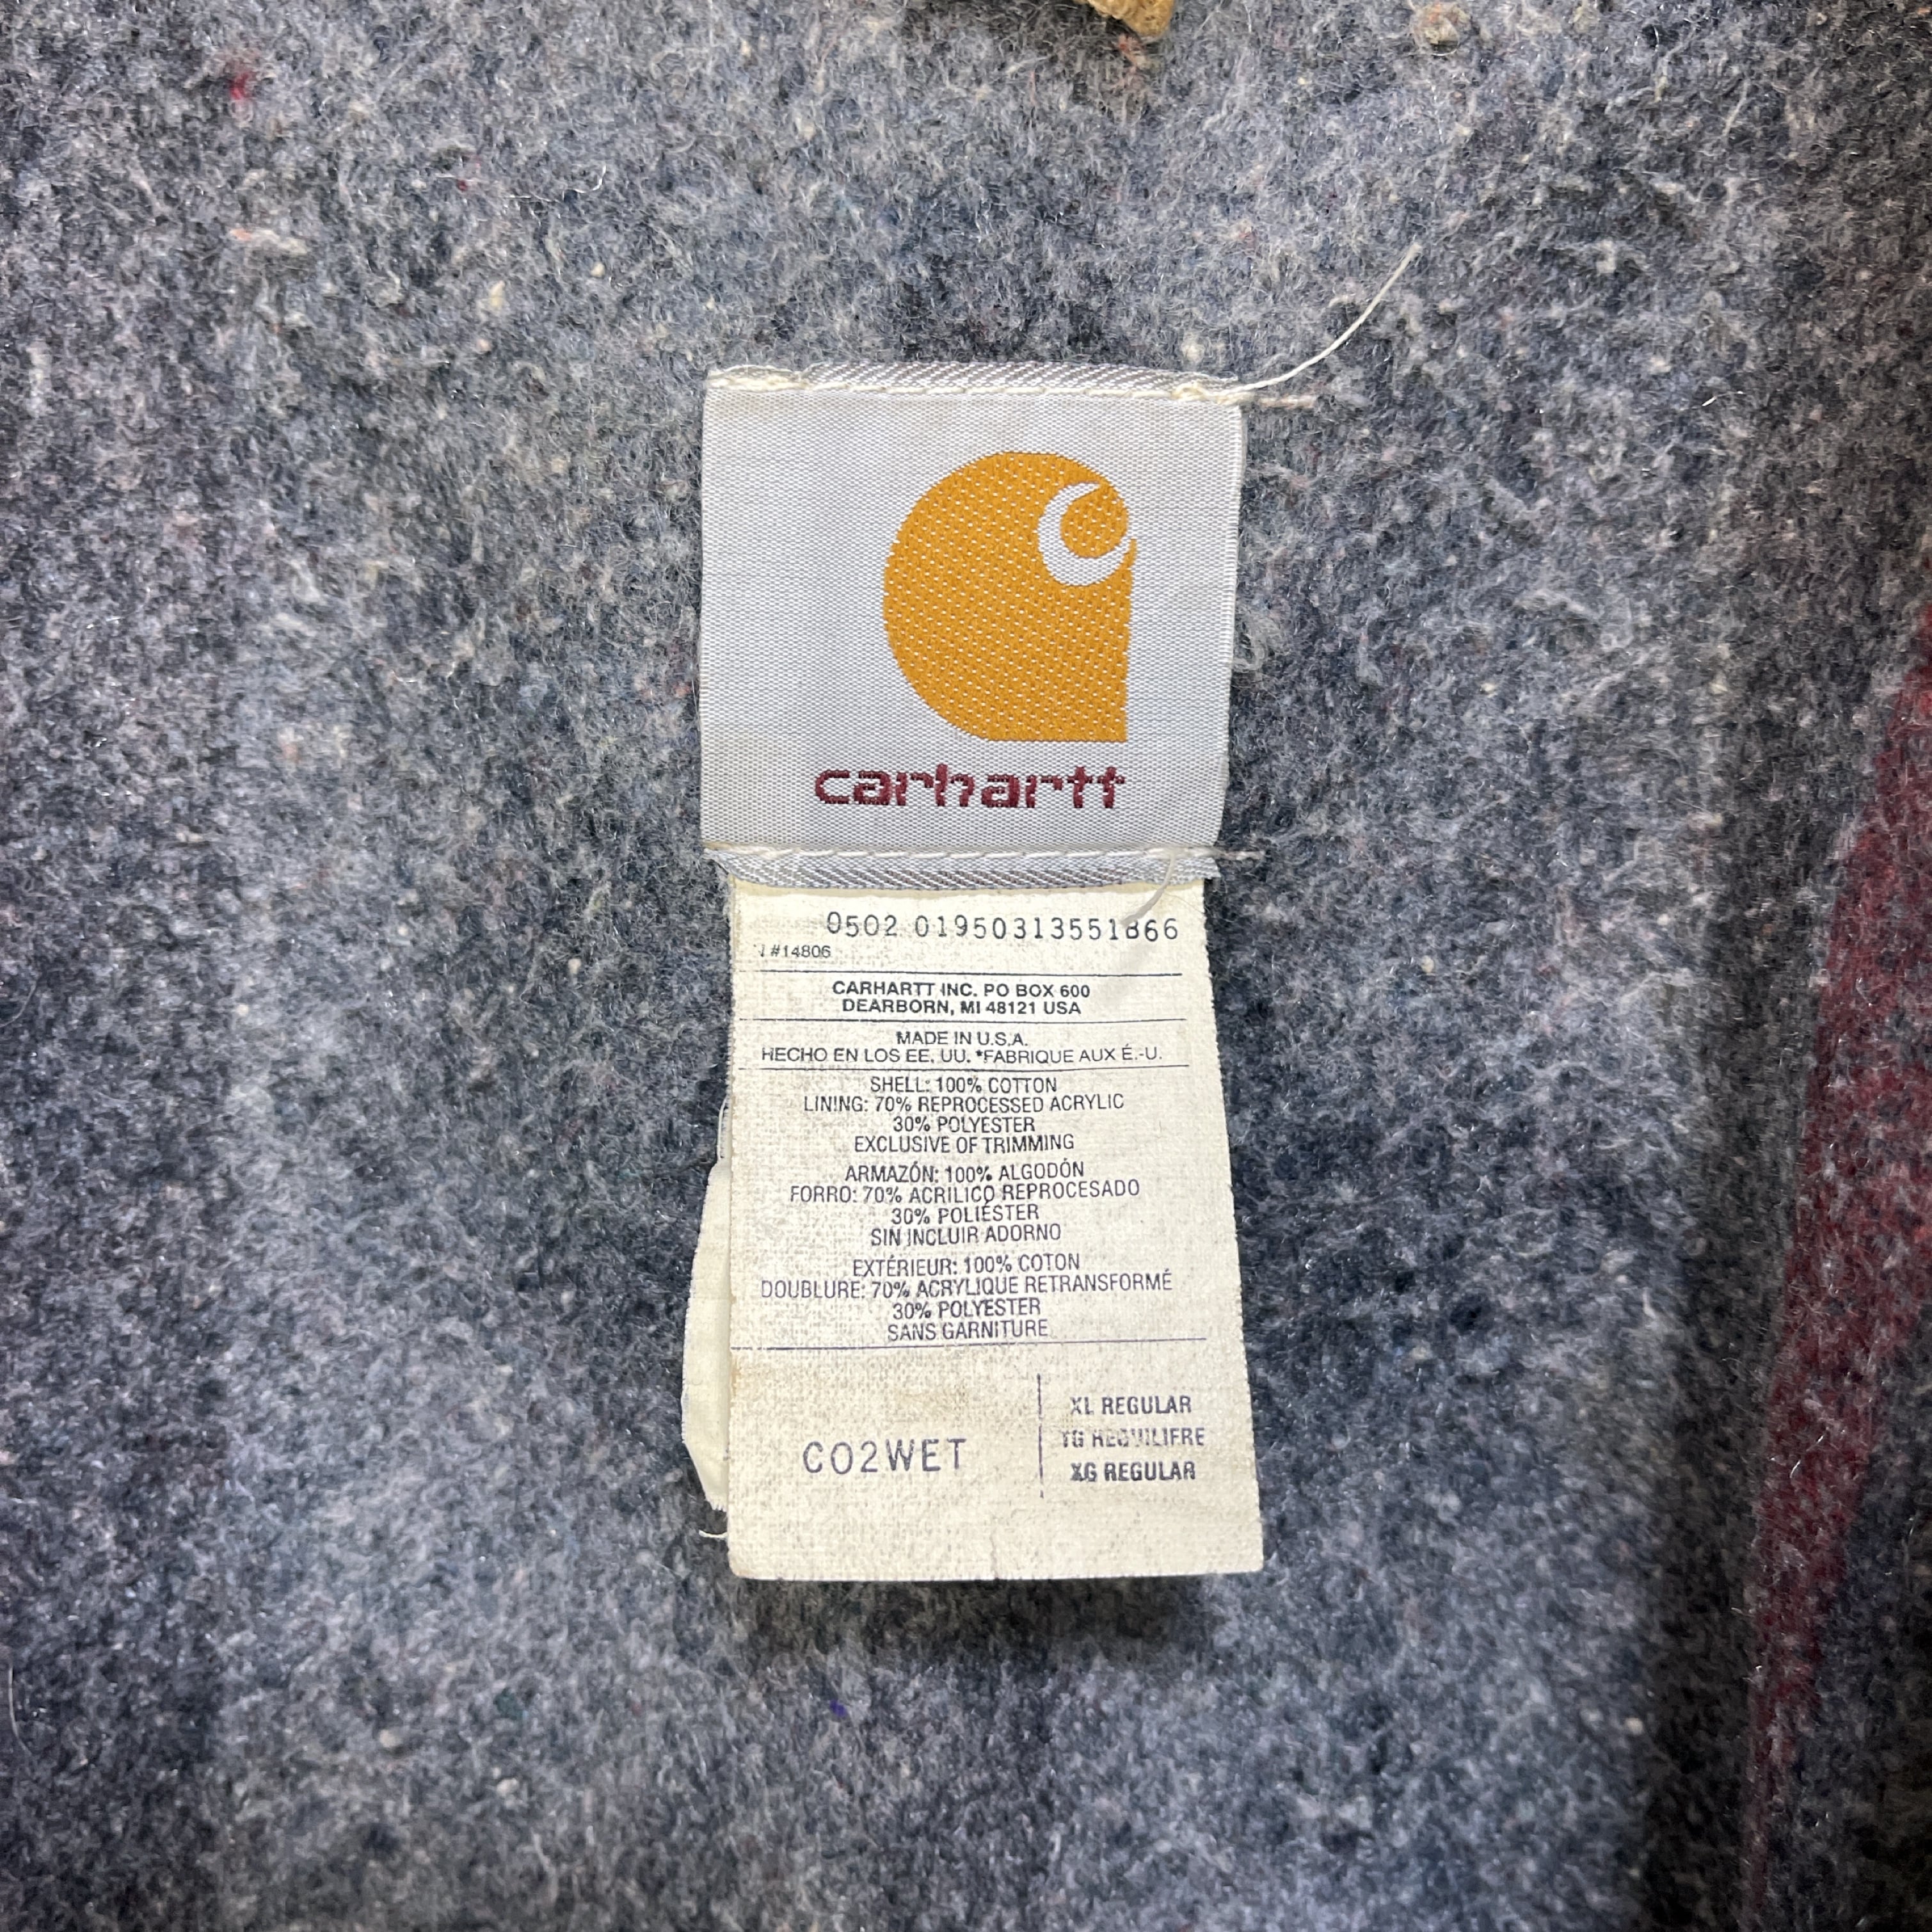 carhartt
0502 01950313551866
#14806
CARHARTT INC. PO BOX 600
DEARBORN, MI 48121 USA
MADE IN U.S.A.
HECHO EN LOS EE. UU. *FABRIQUE AUX É.-U.
SHELL: 100% COTTON
LINING: 70% REPROCESSED ACRYLIC
30% POLYESTER
EXCLUSIVE OF TRIMMING
ARMAZÓN: 100% ALGODÓN
FORRO: 70% ACRILICO REPROCESADO
30% POLIÉSTER
SIN INCLUIR ADORNO
EXTÉRIEUR: 100% COTON
DOUBLURE: 70% ACRYLIQUE RETRANSFORMÉ
30% POLYESTER
SANS GARNITURE
CO2WET
XL REGULAR
TG
XG REGULAR